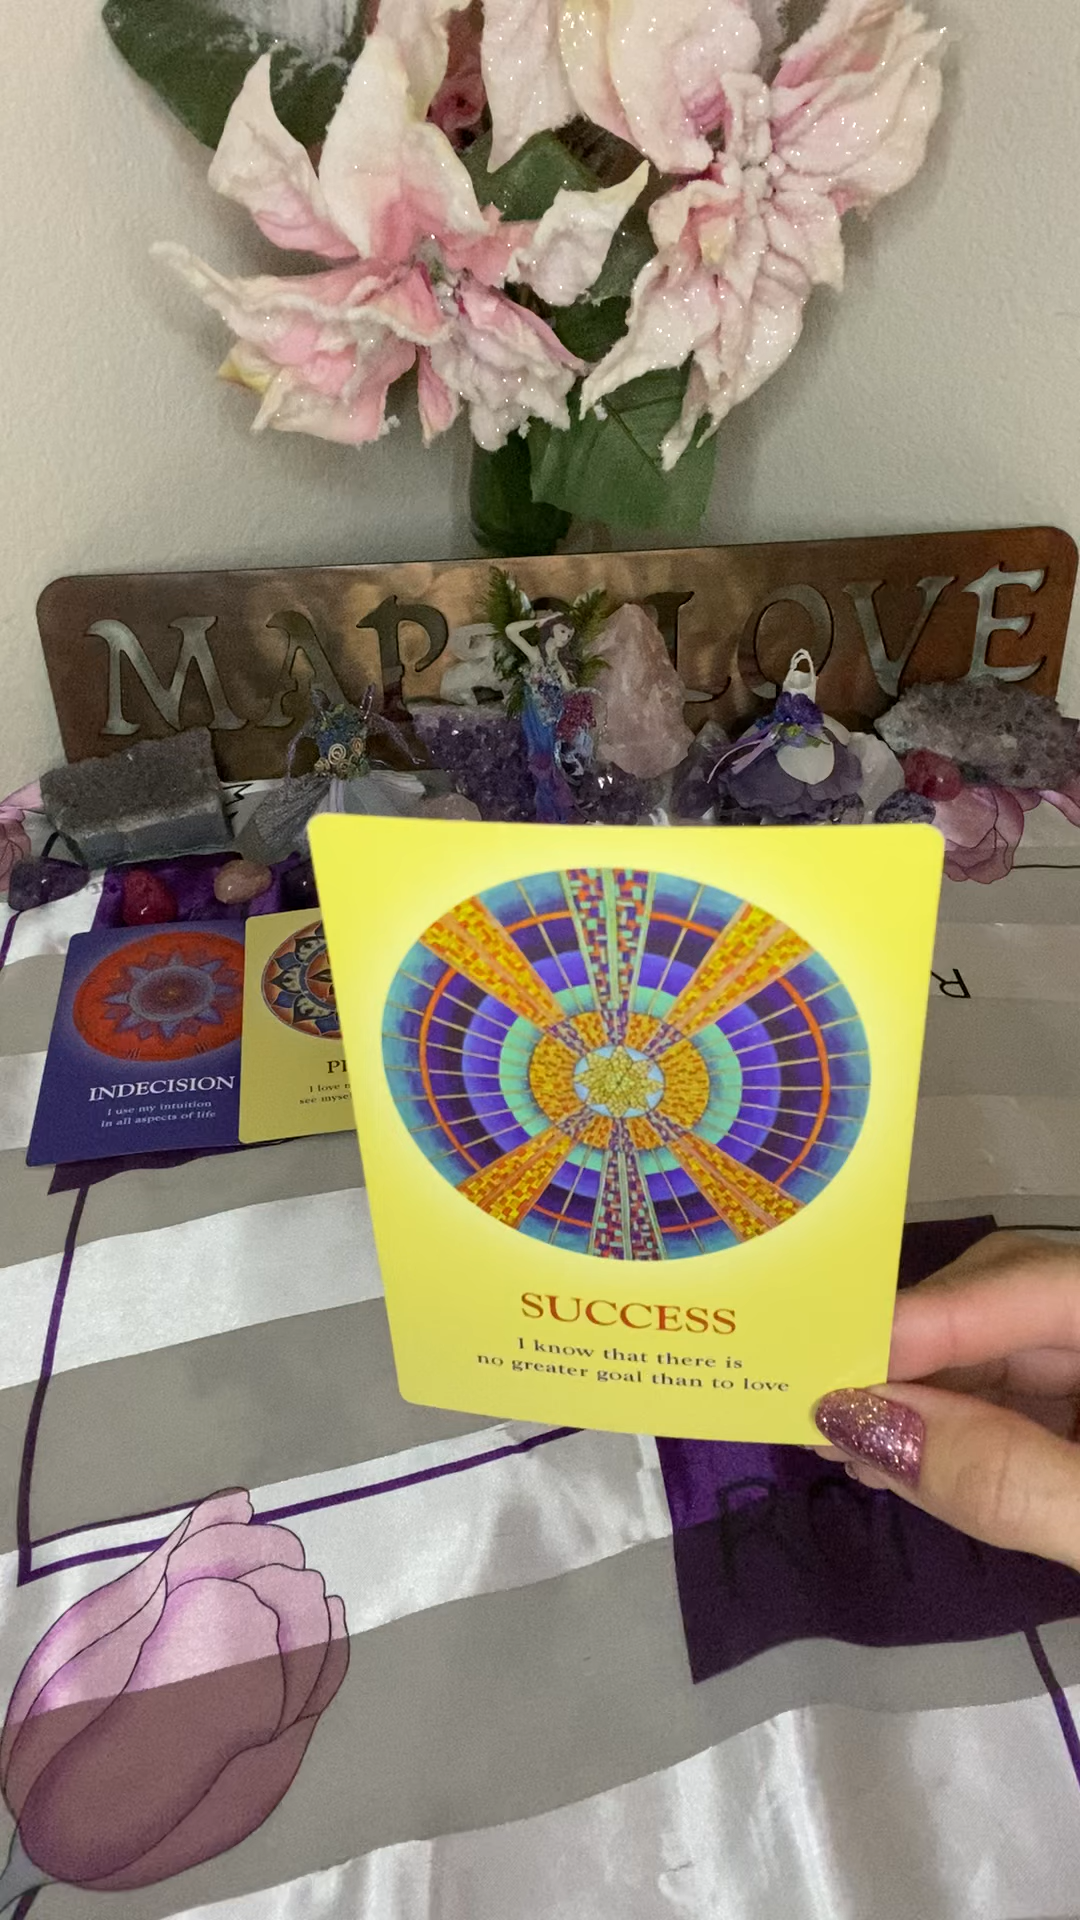 MAP LOVE
INDECISION
I use my intuition
in all aspects of life
SUCCESS
I know that there is
no greater goal than to love
R